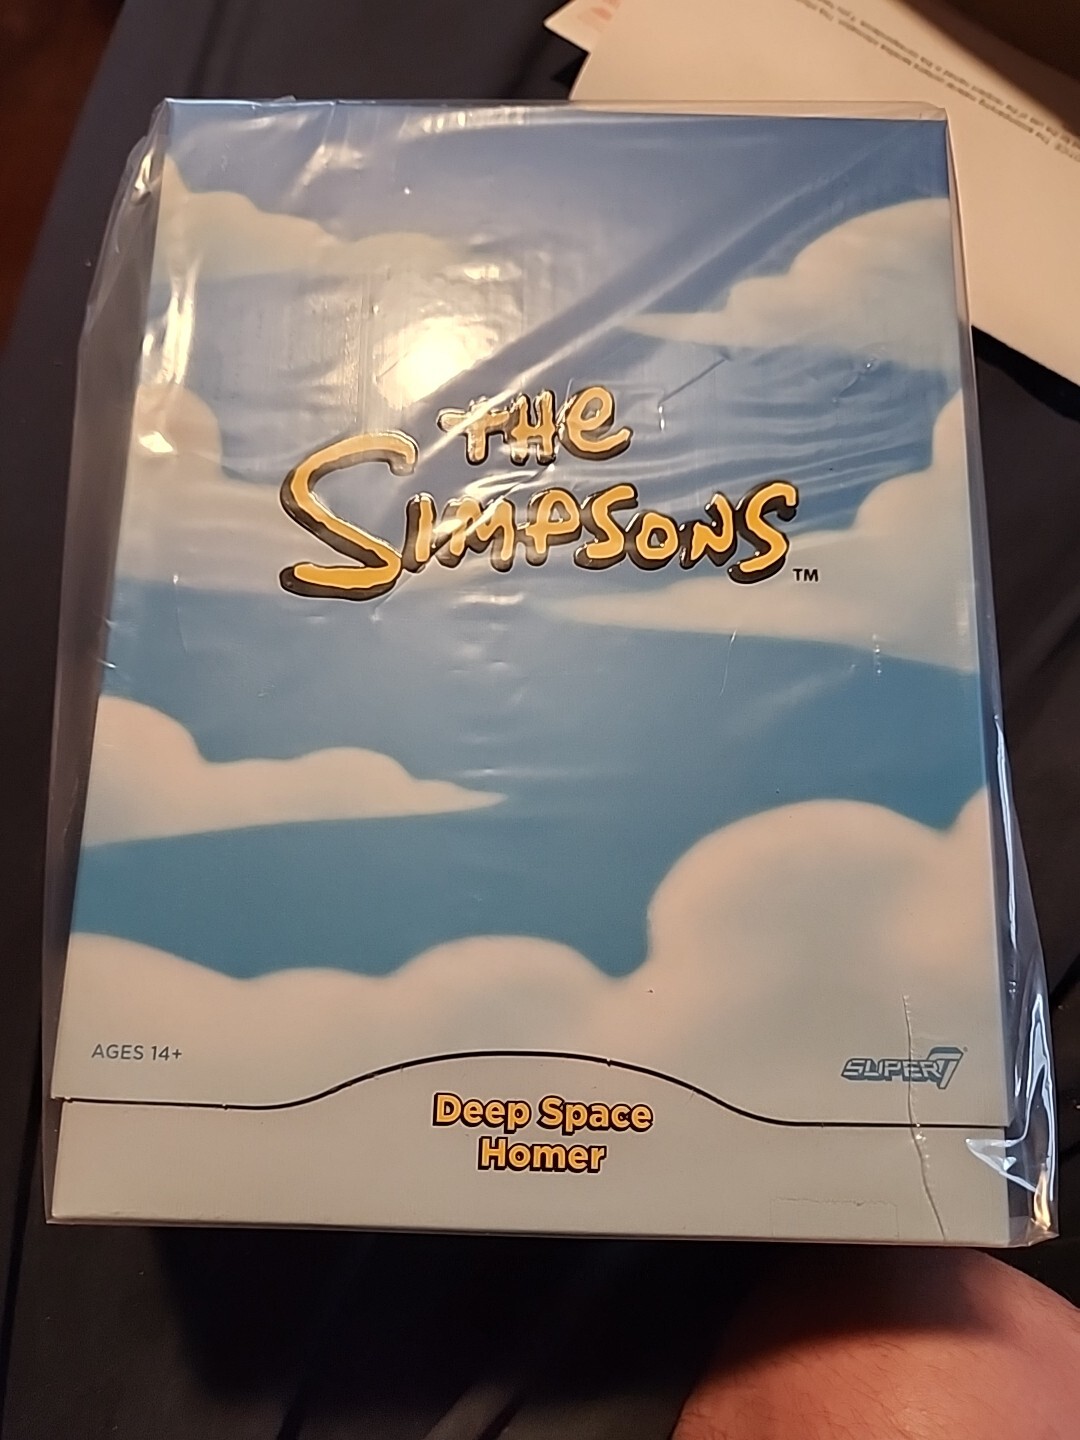 THE
SIMPSONS
TM
AGES 14+
SUPER7
Deep Space
Homer